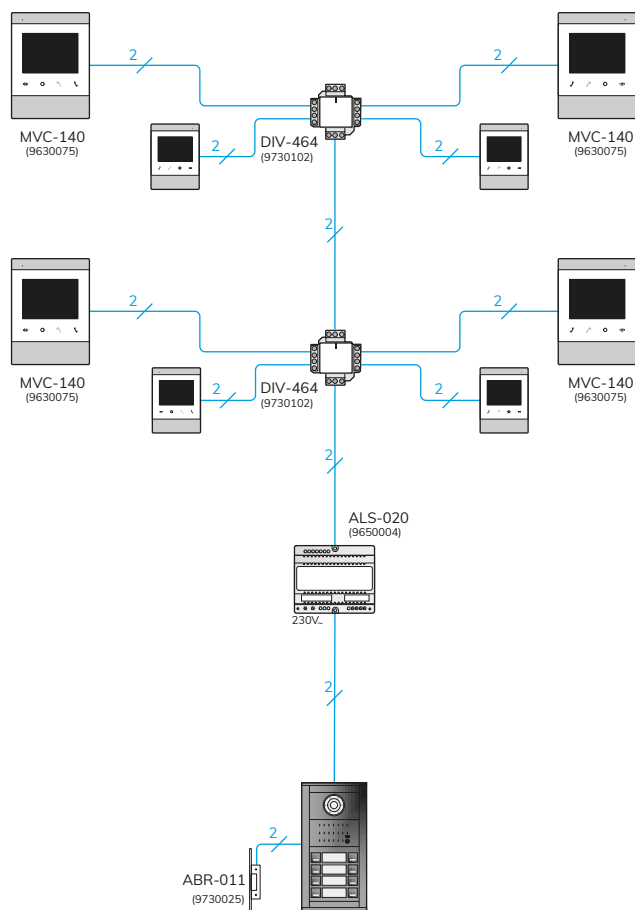 2
2
MVC-140
(9630075)
2
DIV-464
(9730102)
2
MVC-140
(9630075)
2
2
2
MVC-140
(9630075)
2
DIV-464
(9730102)
2
MVC-140
(9630075)
2
ALS-020
(9650004)
230V~
2
2
ABR-011
(9730025)